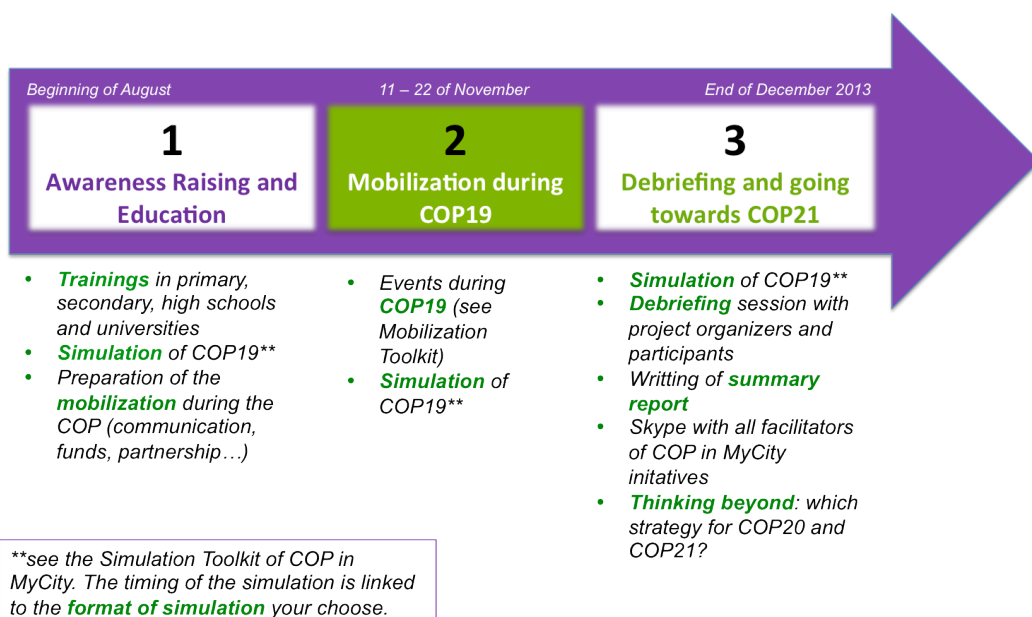 Beginning of August
11 – 22 of November
End of December 2013
1
Awareness Raising and
Education
2
Mobilization during
COP19
3
Debriefing and going
towards COP21
• Trainings in primary,
secondary, high schools
and universities
• Simulation of COP19**
• Preparation of the
mobilization during the
COP (communication,
funds, partnership…)
• Events during
COP19 (see
Mobilization
Toolkit)
• Simulation of
COP19**
• Simulation of COP19**
• Debriefing session with
project organizers and
participants
• Writting of summary
report
• Skype with all facilitators
of COP in MyCity
initatives
• Thinking beyond: which
strategy for COP20 and
COP21?
**see the Simulation Toolkit of COP in
MyCity. The timing of the simulation is linked
to the format of simulation your choose.